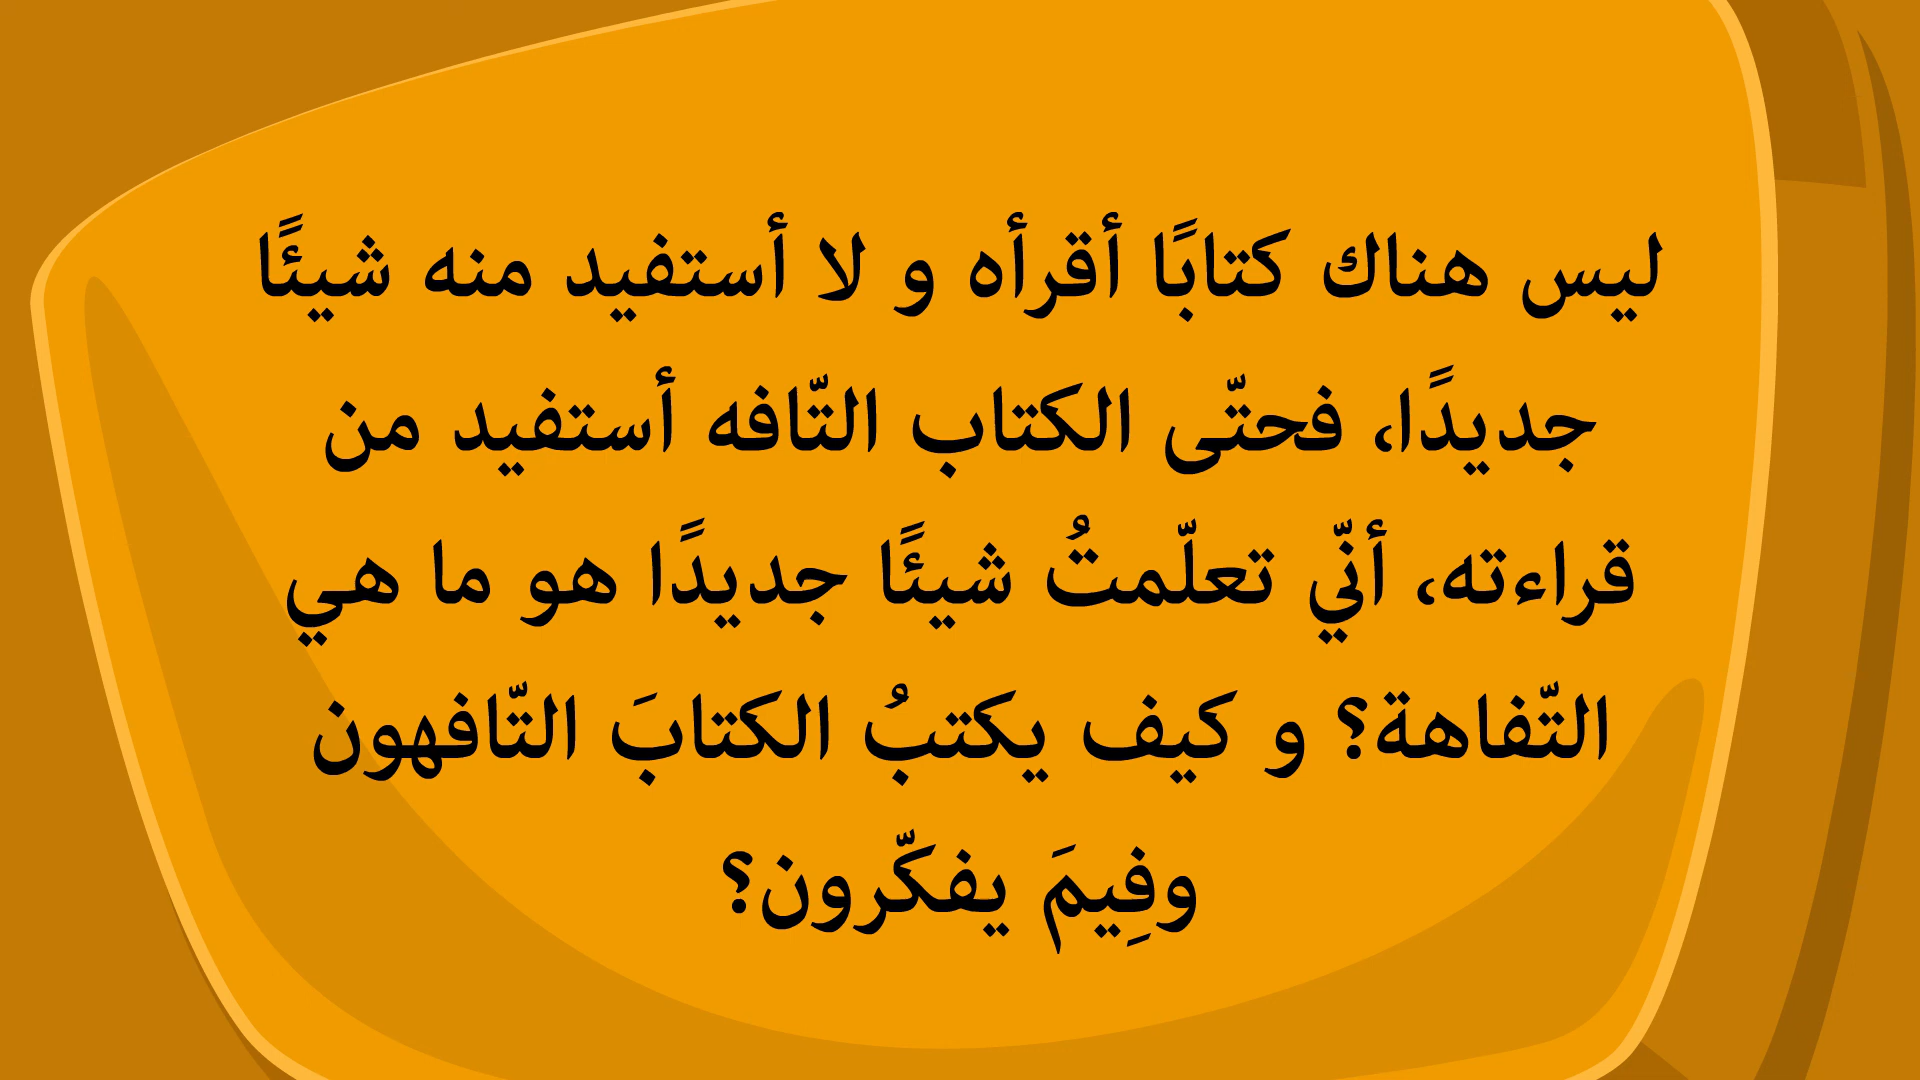 ليس هناك كتابًا أقرأه و لا أستفيد منه شيئًا
جديدًا، فحتّى الكتاب التّافه أستفيد من
قراءته، أنّي تعلّمتُ شيئًا جديدًا هو ما هي
التّفاهة؟ و كيف يكتبُ الكتابَ التّافهون
وفِيمَ يفكّرون؟